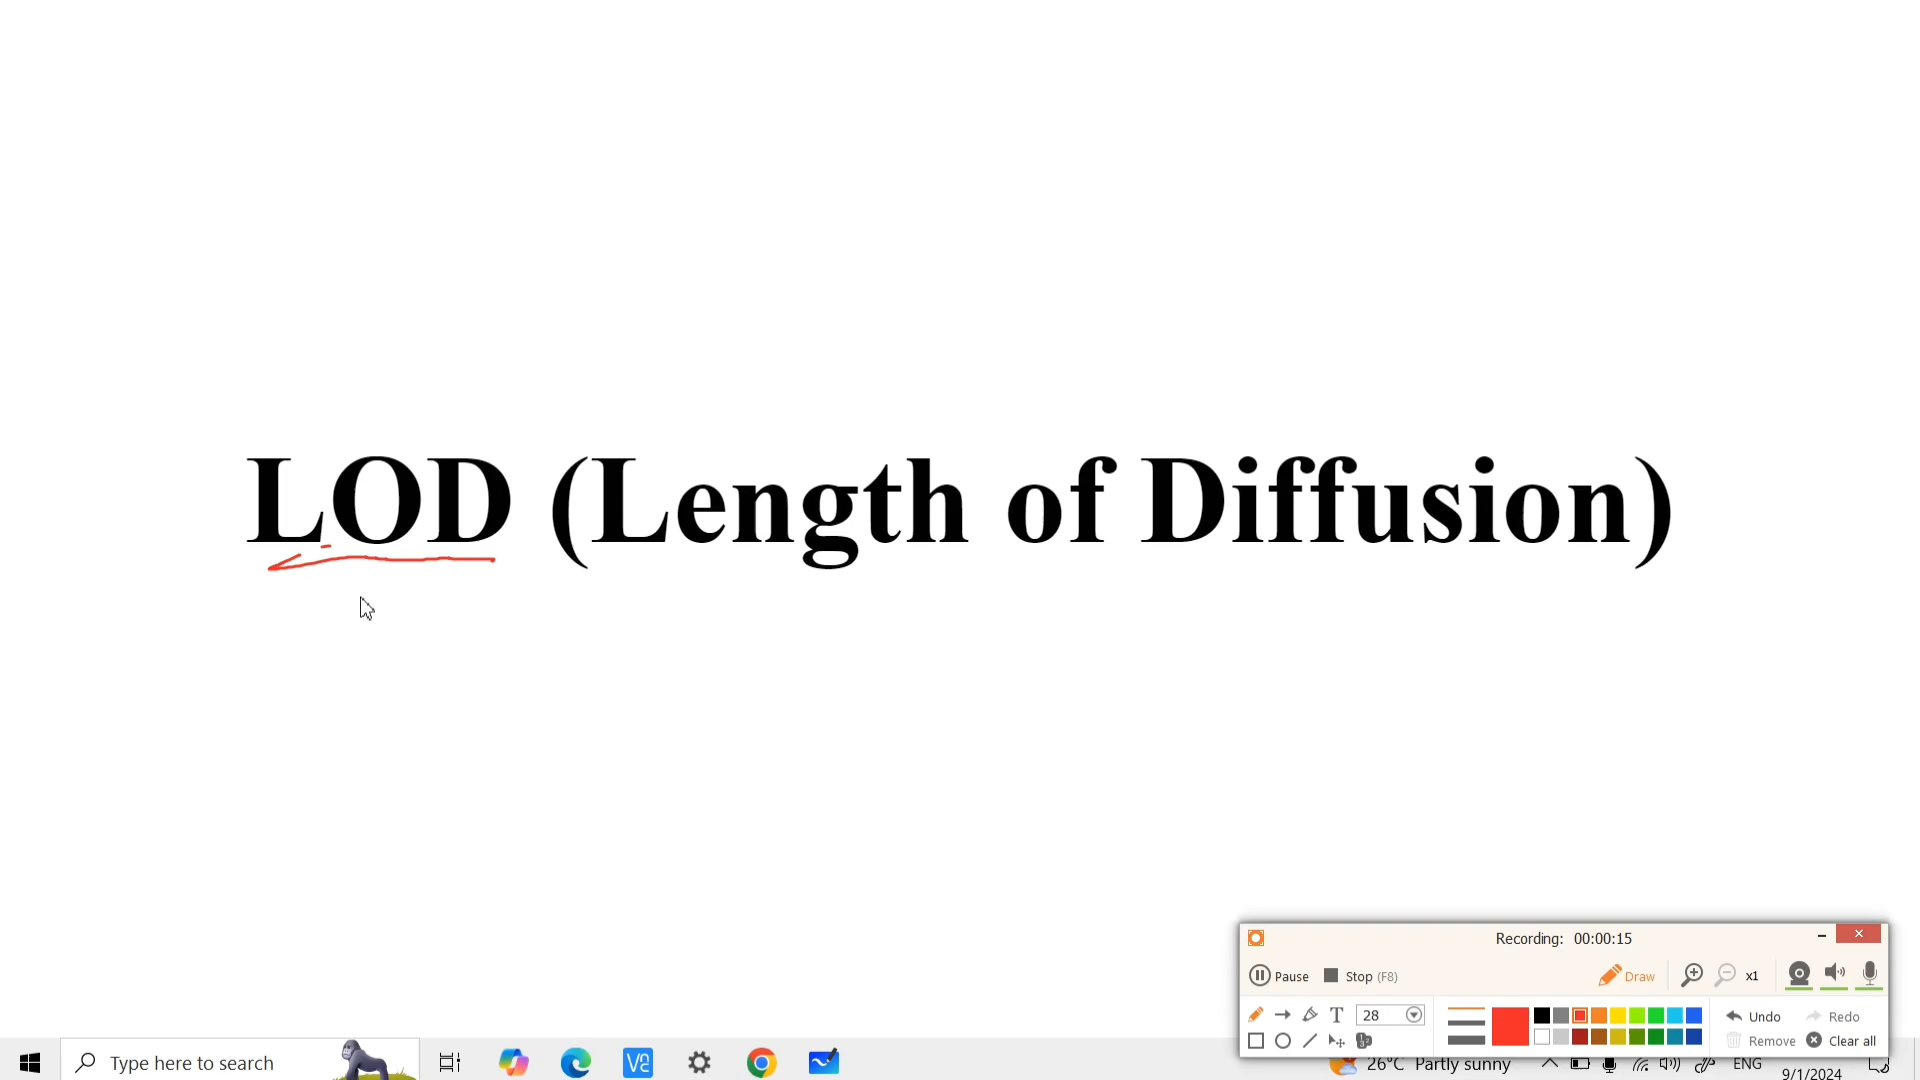 LOD (Length of Diffusion)
Recording: 00:00:15
Pause Stop (F8) Draw x1
T 28 Undo Redo
Remove Clear all
Type here to search
26°C Partly sunny ENG
9/1/2024